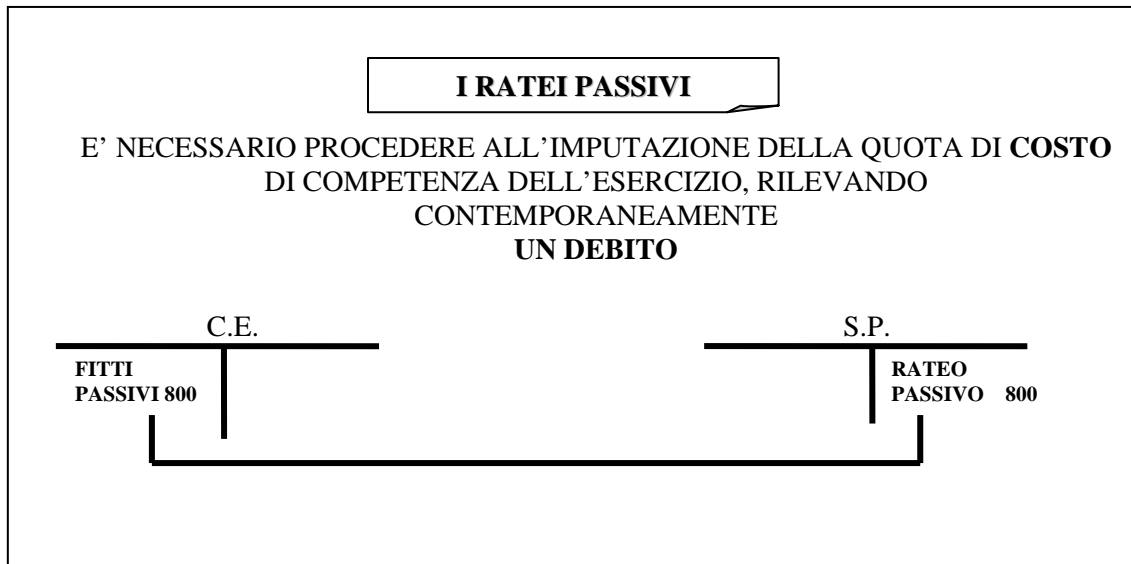 I RATEI PASSIVI
E’ NECESSARIO PROCEDERE ALL’IMPUTAZIONE DELLA QUOTA DI COSTO
DI COMPETENZA DELL’ESERCIZIO, RILEVANDO
CONTEMPORANEAMENTE
UN DEBITO
C.E.
FITTI
PASSIVI 800
S.P.
RATEO
PASSIVO 800